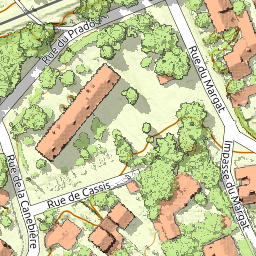 Rue du Prado
Rue du Margat
Impasse du Margat
Rue de Cassis
Rue de la Canebière